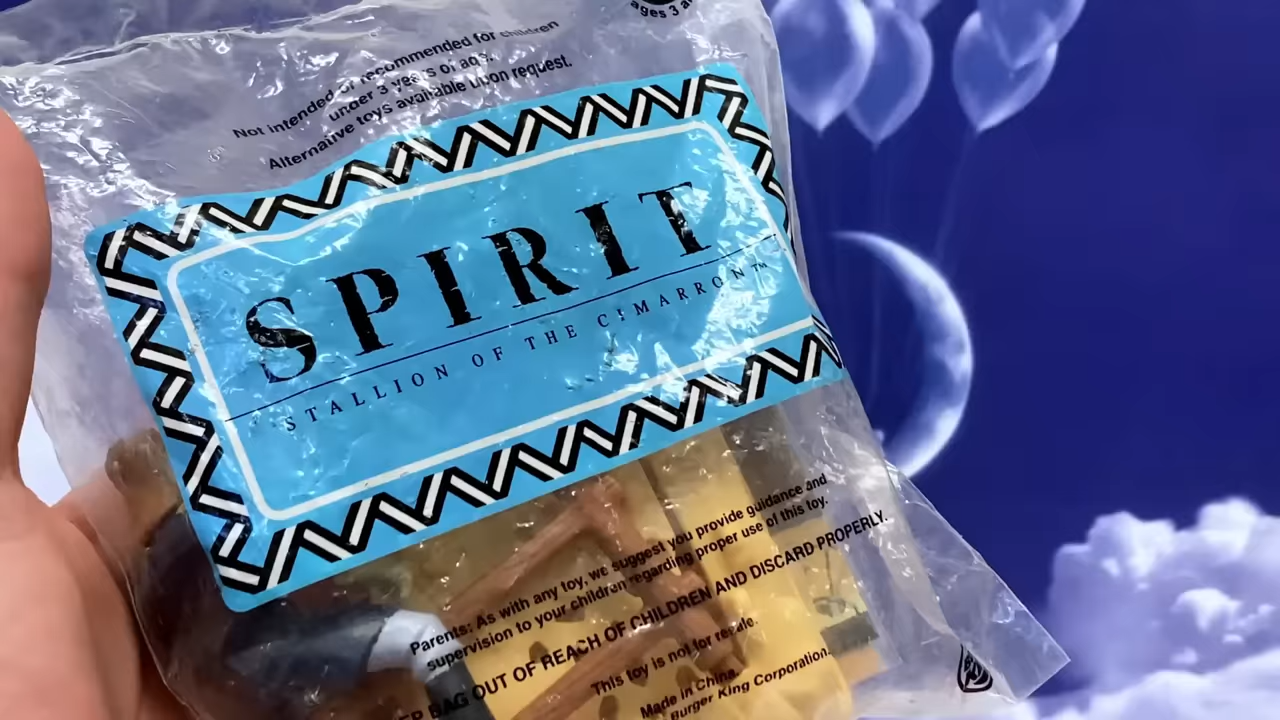 ages 3 a
Not intended or recommended for children
under 3 years of age.
Alternative toys available upon request.
SPIRIT
STALLION OF THE CIMARRON™
Parents: As with any toy, we suggest you provide guidance and
supervision to your children regarding proper use of this toy.
BAG OUT OF REACH OF CHILDREN AND DISCARD PROPERLY.
This toy is not for resale.
Made in China.
Burger King Corporation.